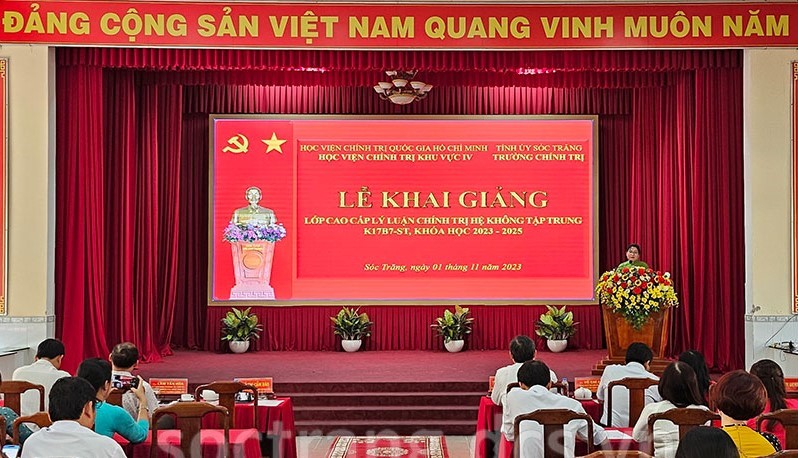 ĐẢNG CỘNG SẢN VIỆT NAM QUANG VINH MUÔN NĂM
HỌC VIỆN CHÍNH TRỊ QUỐC GIA HỒ CHÍ MINH
HỌC VIỆN CHÍNH TRỊ KHU VỰC IV
TỈNH ỦY SÓC TRĂNG
TRƯỜNG CHÍNH TRỊ
LỄ KHAI GIẢNG
LỚP CAO CẤP LÝ LUẬN CHÍNH TRỊ HỆ KHÔNG TẬP TRUNG
K17B7-ST, KHÓA HỌC 2023 - 2025
Sóc Trăng, ngày 01 tháng 11 năm 2023
LÂM VĂN MẪN